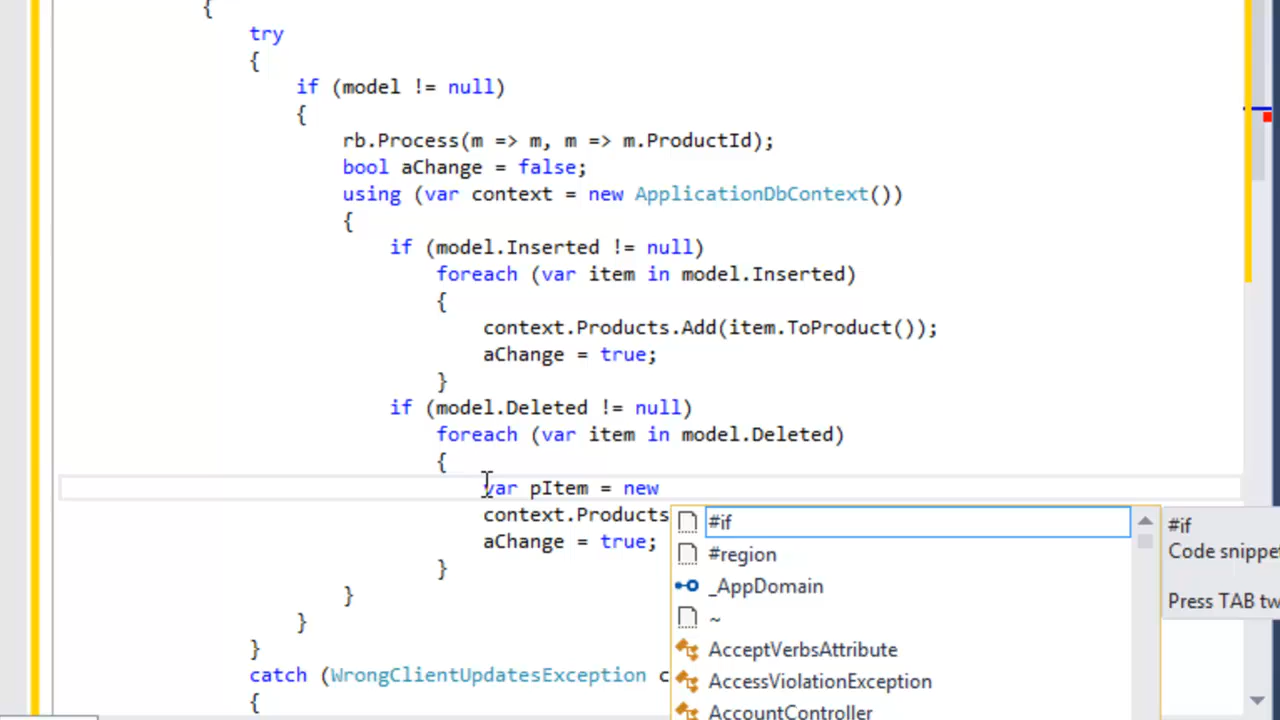 {
try
{
if (model != null)
{
rb.Process(m => m, m => m.ProductId);
bool aChange = false;
using (var context = new ApplicationDbContext())
{
if (model.Inserted != null)
foreach (var item in model.Inserted)
{
context.Products.Add(item.ToProduct());
aChange = true;
}
if (model.Deleted != null)
foreach (var item in model.Deleted)
{
var pItem = new
context.Products
aChange = true;
}
}
}
}
catch (WrongClientUpdatesException c
{
#if
#region
_AppDomain
~
AcceptVerbsAttribute
AccessViolationException
AccountController
#if
Code snippet
Press TAB tw